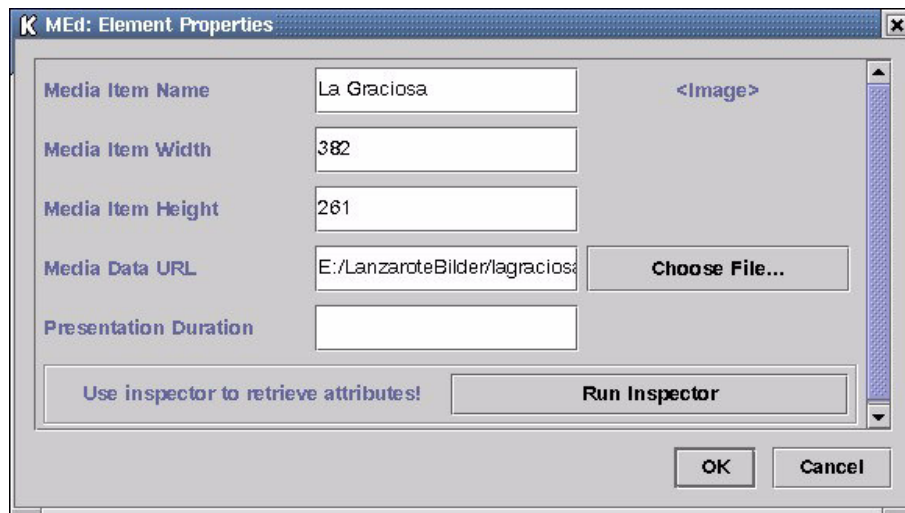 MEd: Element Properties
Media Item Name La Graciosa <Image>
Media Item Width 382
Media Item Height 261
Media Data URL E:/LanzaroteBilder/lagraciosa Choose File...
Presentation Duration
Use inspector to retrieve attributes! Run Inspector
OK Cancel